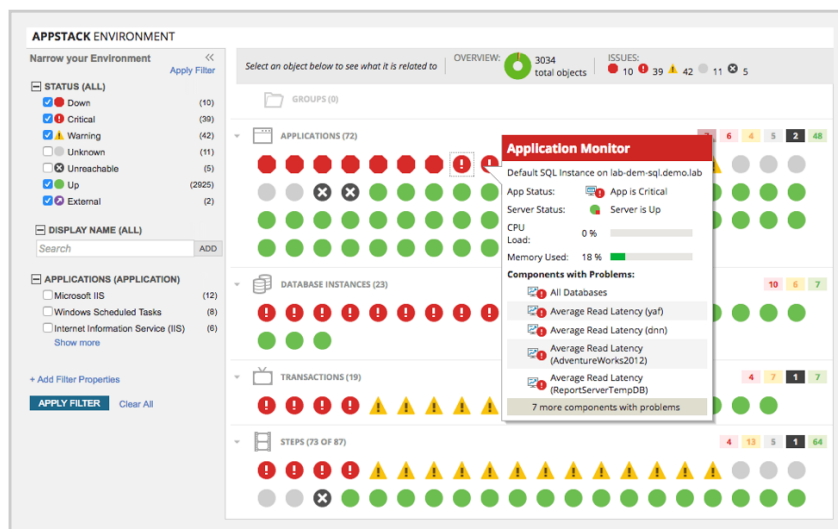 APPSTACK ENVIRONMENT
Narrow your Environment
Apply Filter
STATUS (ALL)
Down (10)
Critical (39)
Warning (42)
Unknown (11)
Unreachable (5)
Up (2925)
External (2)
DISPLAY NAME (ALL)
Search ADD
APPLICATIONS (APPLICATION)
Microsoft IIS (12)
Windows Scheduled Tasks (8)
Internet Information Service (IIS) (6)
Show more
+ Add Filter Properties
APPLY FILTER Clear All
Select an object below to see what it is related to
OVERVIEW: 3034
total objects
ISSUES:
10 39 42 11 5
GROUPS (0)
APPLICATIONS (72)
6 4 5 2 48
Application Monitor
Default SQL Instance on lab-dem-sql.demo.lab
App Status: App is Critical
Server Status: Server is Up
CPU
Load: 0 %
Memory Used: 18 %
Components with Problems:
All Databases
Average Read Latency (yaf)
Average Read Latency (dnn)
Average Read Latency
(AdventureWorks2012)
Average Read Latency
(ReportServerTempDB)
7 more components with problems
DATABASE INSTANCES (23)
10 6 7
TRANSACTIONS (19)
4 7 1 7
STEPS (73 OF 87)
4 13 5 1 64